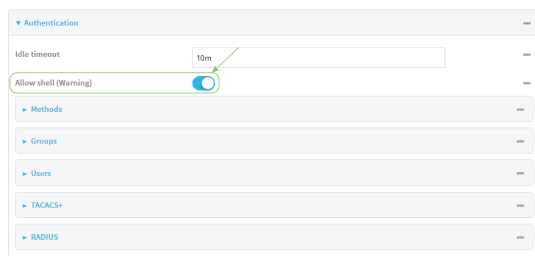 Authentication
Idle timeout
10m
Allow shell (Warning)
Methods
Groups
Users
TACACS+
RADIUS